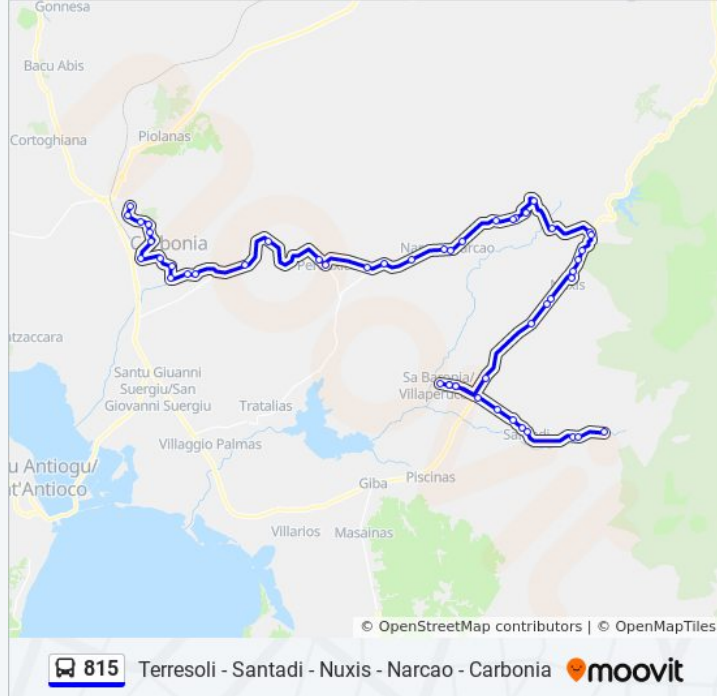 Gonnesa
Bacu Abis
Cortoghiana
Piolanas
Carbonia
Narcao
Nuxis
Santu Giuanni
Suergiu/San
Giovanni Suergiu
Tratalias
Sa Baronia/
Villaperuccio
Villaggio Palmas
Santadi
u Antiogu/
nt'Antioco
Giba
Piscinas
Villarios
Masainas
© OpenStreetMap contributors | © OpenMapTiles
815 Terresoli - Santadi - Nuxis - Narcao - Carbonia moovit